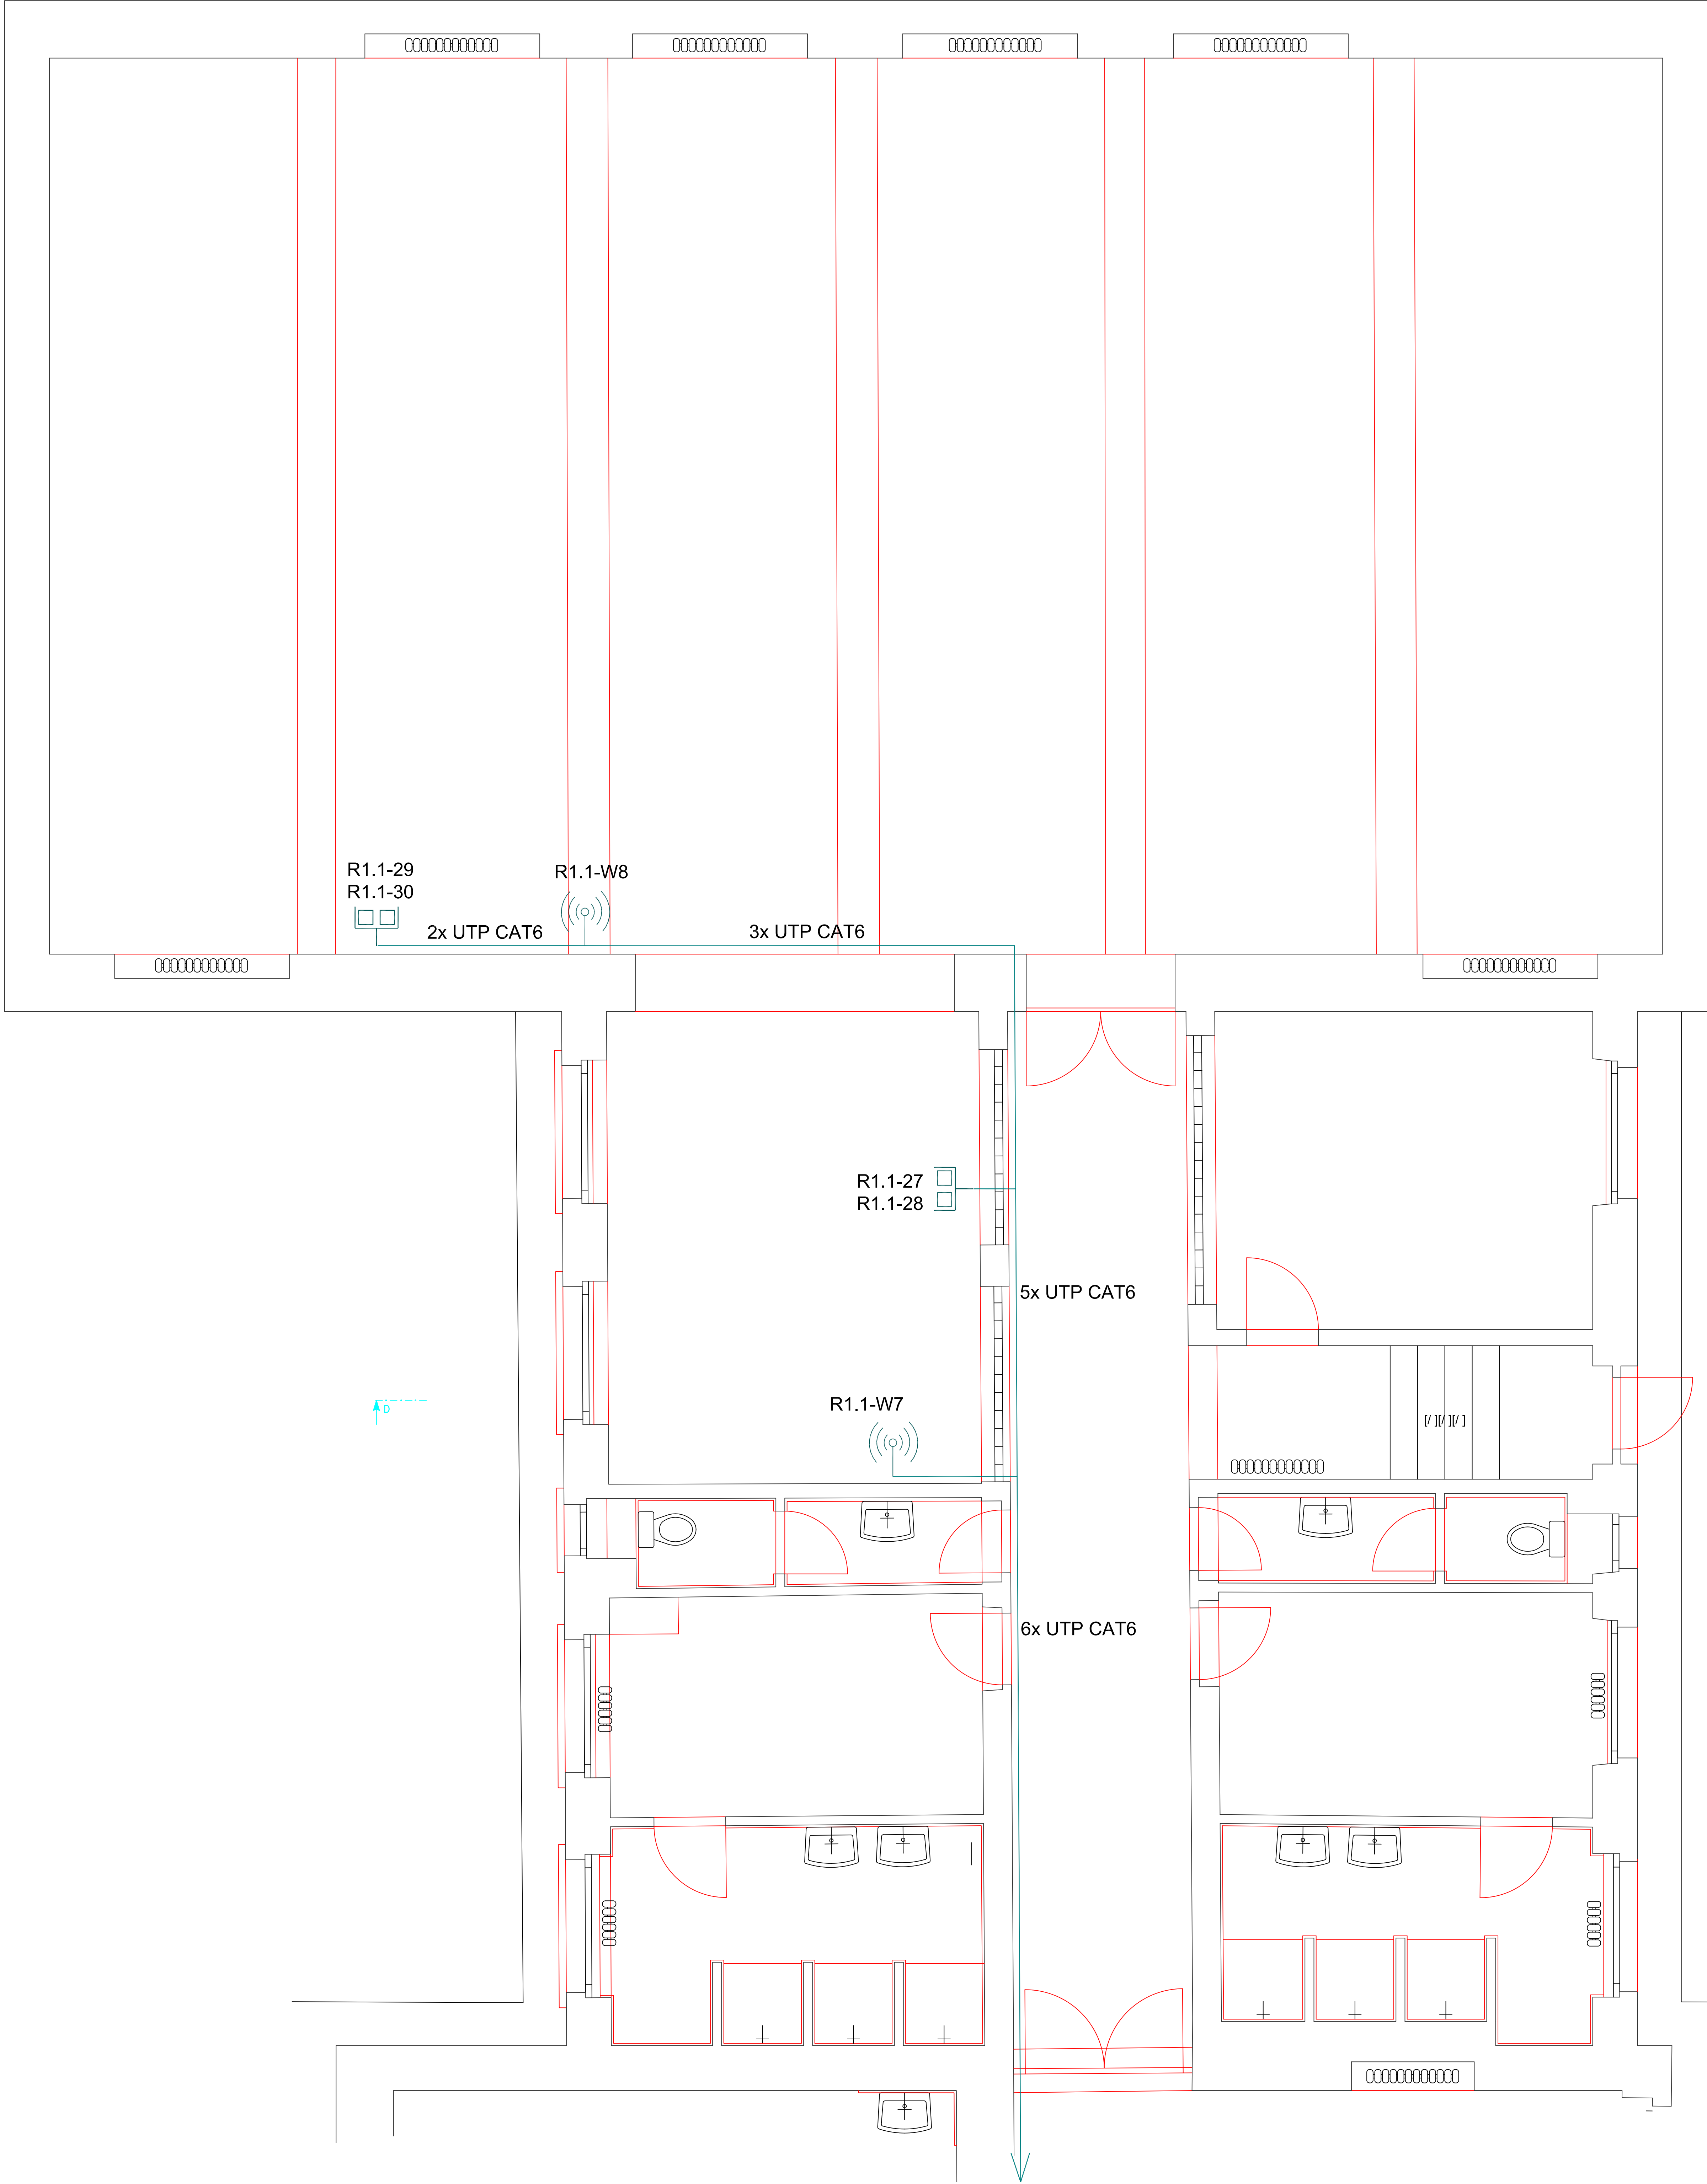 R1.1-29
R1.1-30
R1.1-W8
2x UTP CAT6
3x UTP CAT6
R1.1-27
R1.1-28
5x UTP CAT6
R1.1-W7
D
[/ ][/ ][/ ]
6x UTP CAT6